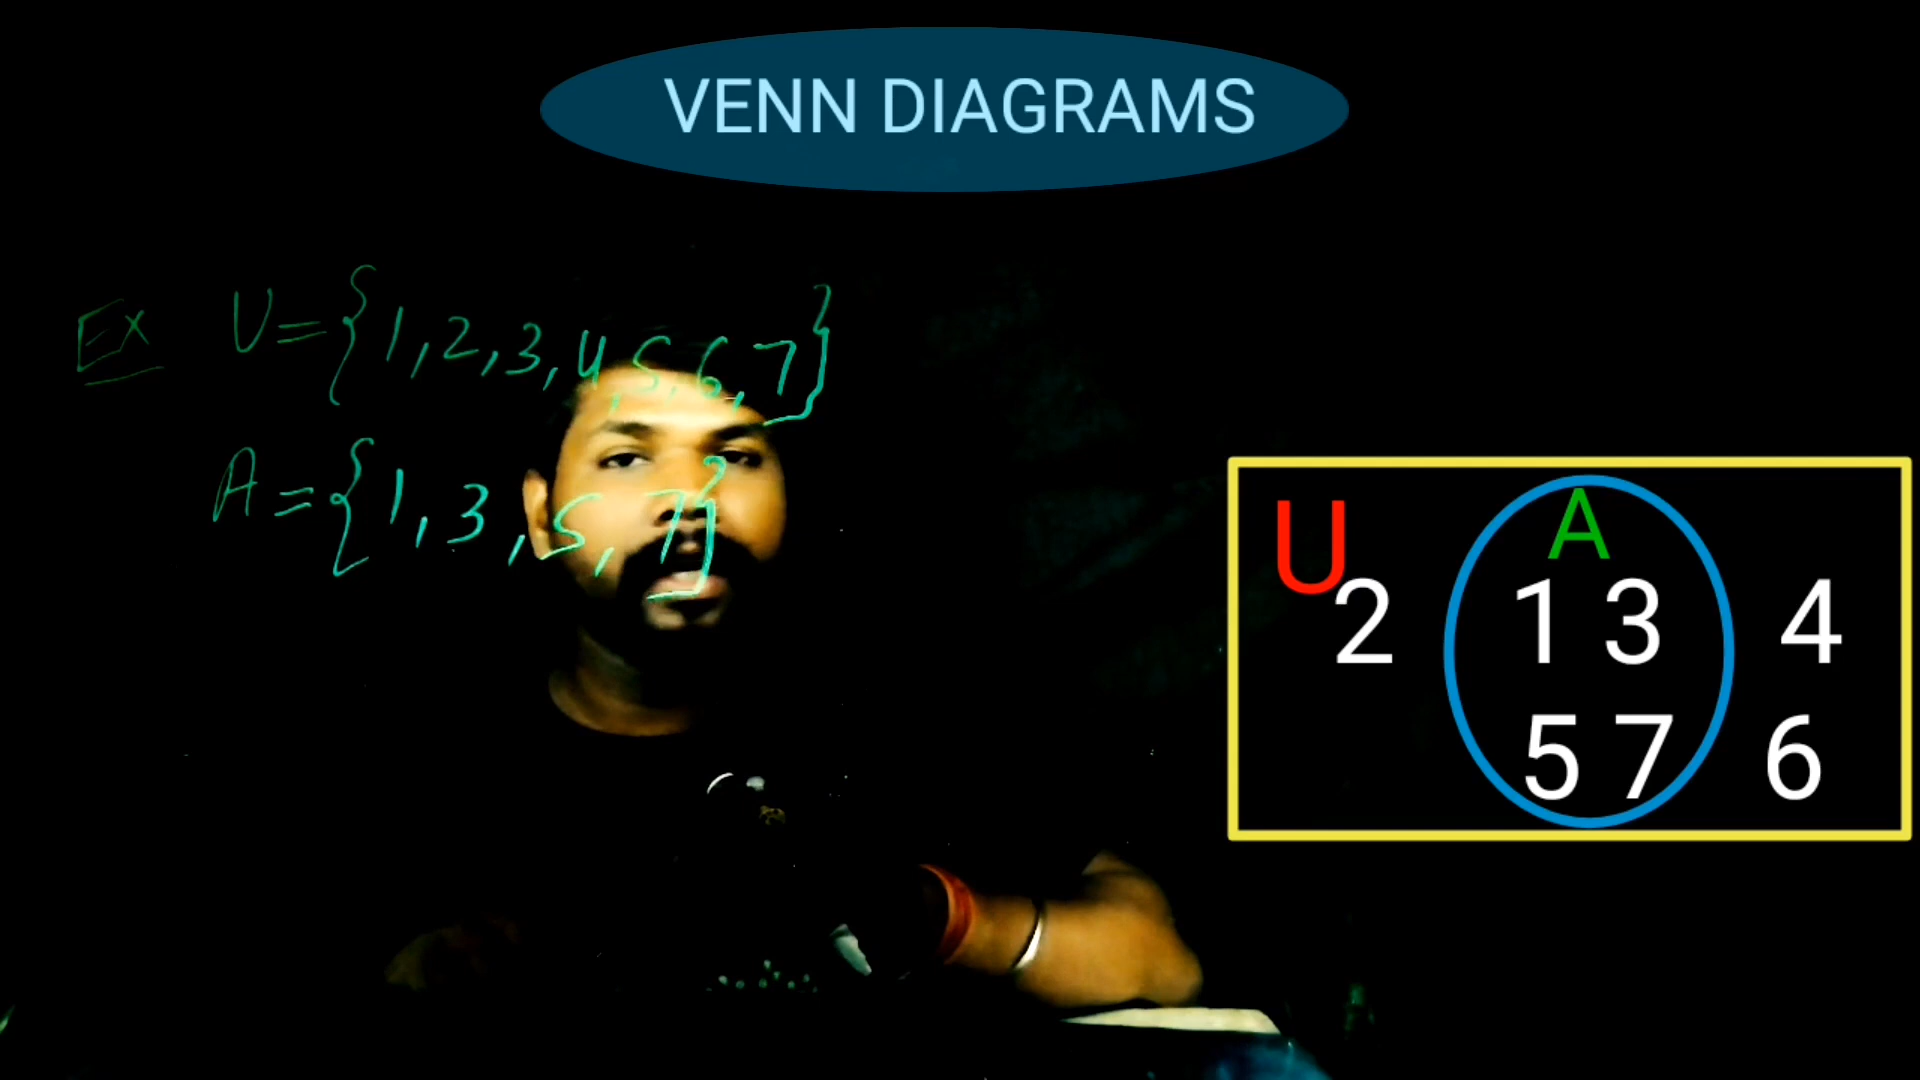 VENN DIAGRAMS
Ex U={1,2,3,4,5,6,7}
A={1,3,5,7}
U A
2 1 3 4
5 7 6